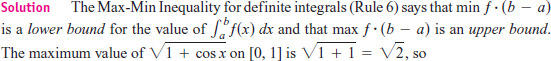 Solution The Max-Min Inequality for definite integrals (Rule 6) says that min f · (b − a)
is a lower bound for the value of ∫ₐᵇ f(x) dx and that max f · (b − a) is an upper bound.
The maximum value of √(1 + cos x) on [0, 1] is √(1 + 1) = √2, so